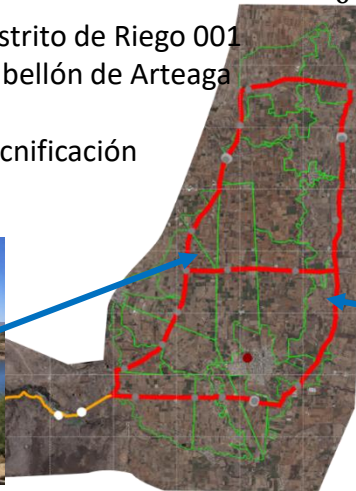 strito de Riego 001
bellón de Arteaga
cnificación